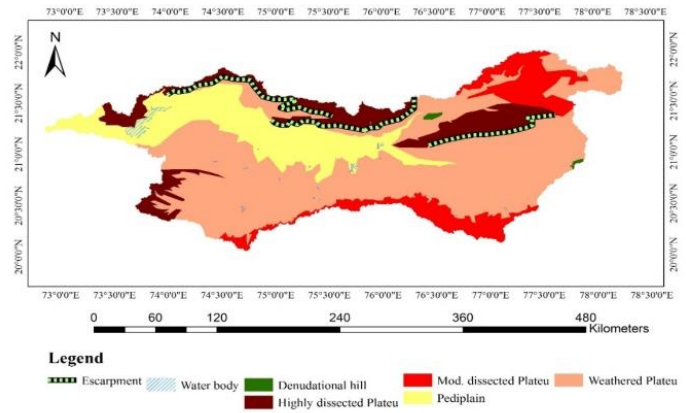 73°0'0"E 73°30'0"E 74°0'0"E 74°30'0"E 75°0'0"E 75°30'0"E 76°0'0"E 76°30'0"E 77°0'0"E 77°30'0"E 78°0'0"E 78°30'0"E
N
22°0'0"N 22°0'0"N
21°30'0"N 21°30'0"N
21°0'0"N 21°0'0"N
20°30'0"N 20°30'0"N
20°0'0"N 20°0'0"N
73°0'0"E 73°30'0"E 74°0'0"E 74°30'0"E 75°0'0"E 75°30'0"E 76°0'0"E 76°30'0"E 77°0'0"E 77°30'0"E 78°0'0"E 78°30'0"E
0 60 120 240 360 480
Kilometers
Legend
Escarpment Water body Denudational hill Mod. dissected Plateu Weathered Plateu
Highly dissected Plateu Pediplain